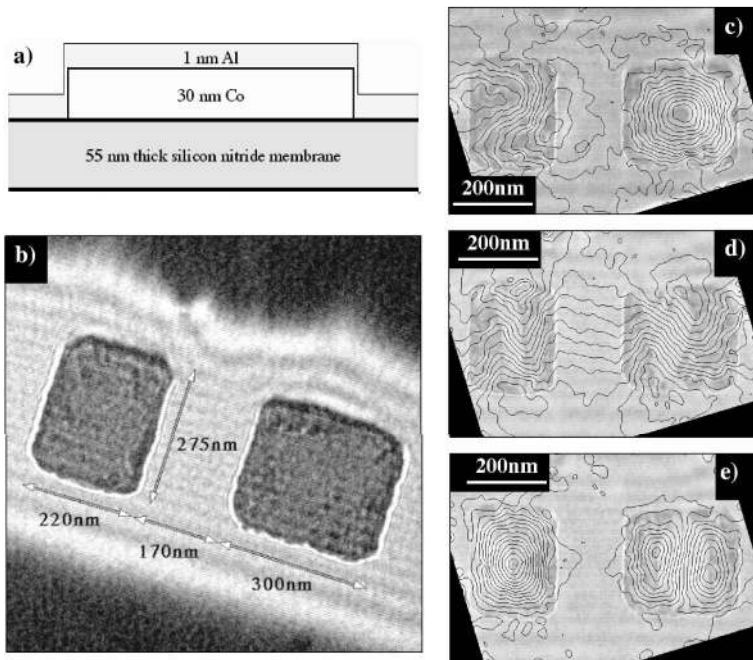 a)
1 nm Al
30 nm Co
55 nm thick silicon nitride membrane
b)
275nm
220nm
170nm
300nm
c)
200nm
d)
200nm
e)
200nm